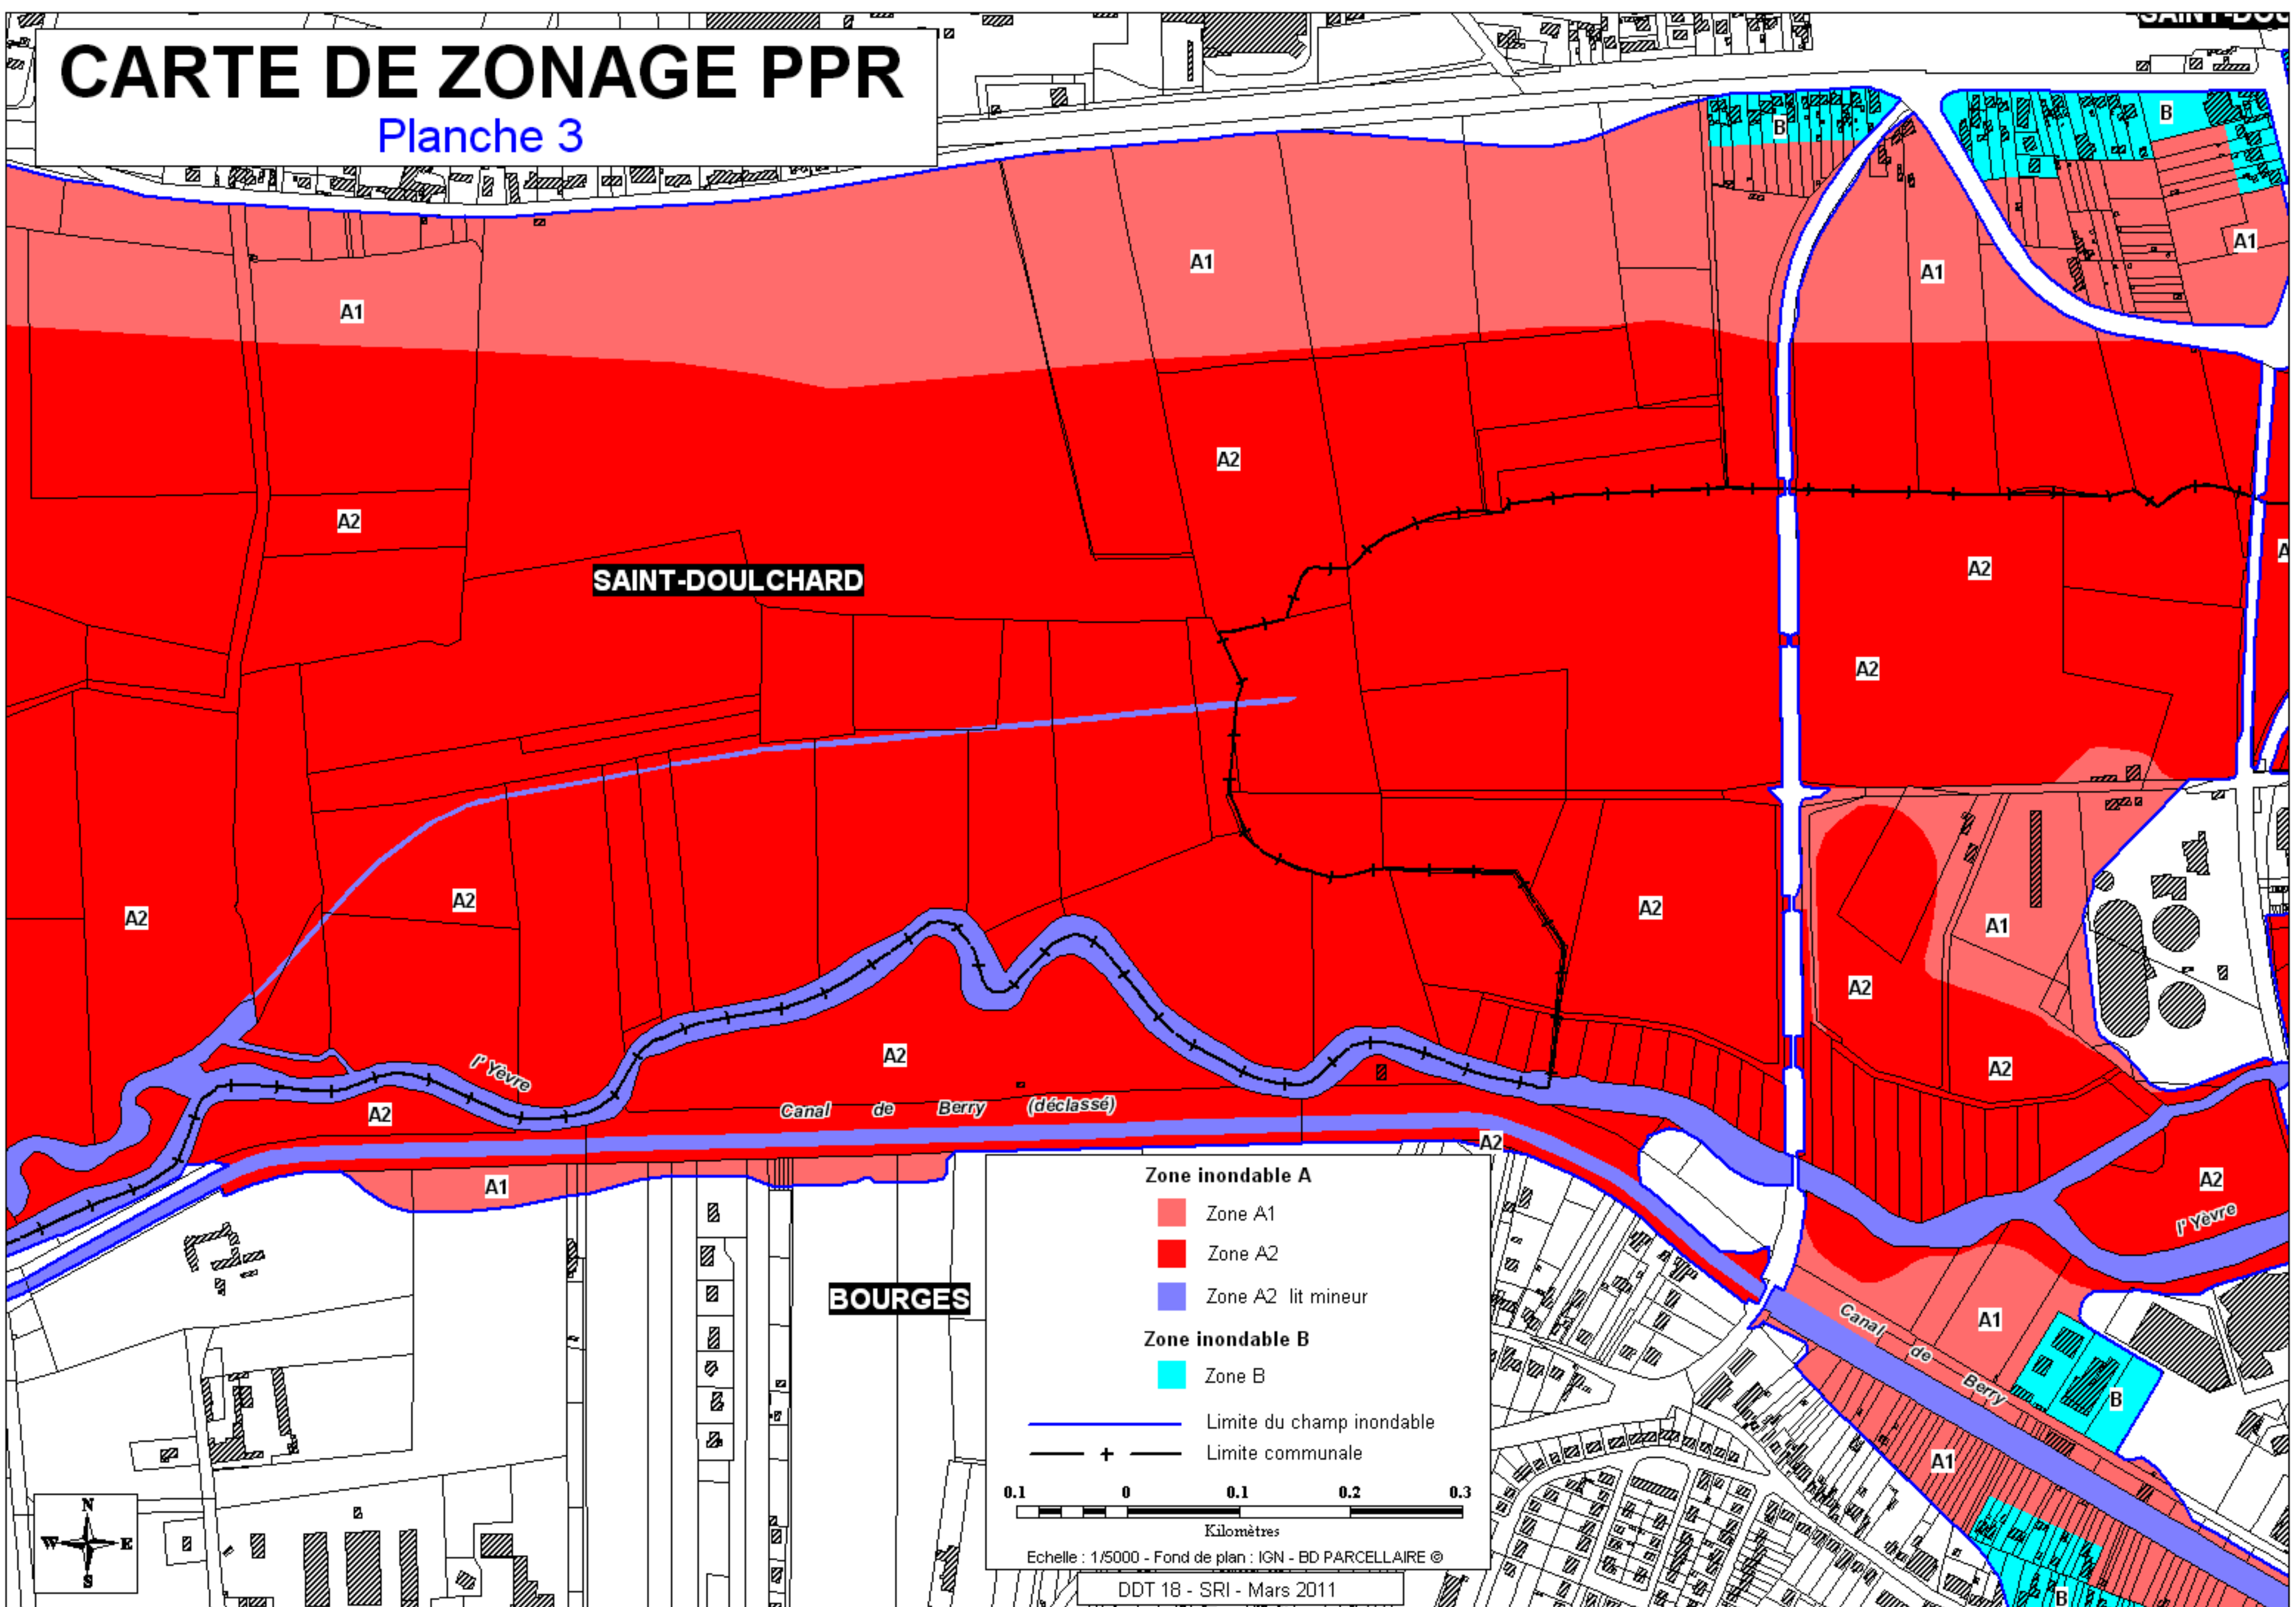 CARTE DE ZONAGE PPR
Planche 3
B
B
A1
A1
A1
A1
A2
A2
A2
SAINT-DOULCHARD
A2
A2
A2
A2
A1
A2
A2
A2
A2
l' Yèvre
Canal de Berry (déclassé)
A2
A2
A1
A2
l' Yèvre
BOURGES
Canal de Berry
A1
B
A1
B
Zone inondable A
Zone A1
Zone A2
Zone A2 lit mineur
Zone inondable B
Zone B
Limite du champ inondable
Limite communale
0.1 0 0.1 0.2 0.3
Kilomètres
Echelle : 1/5000 - Fond de plan : IGN - BD PARCELLAIRE ©
DDT 18 - SRI - Mars 2011
N
W E
S